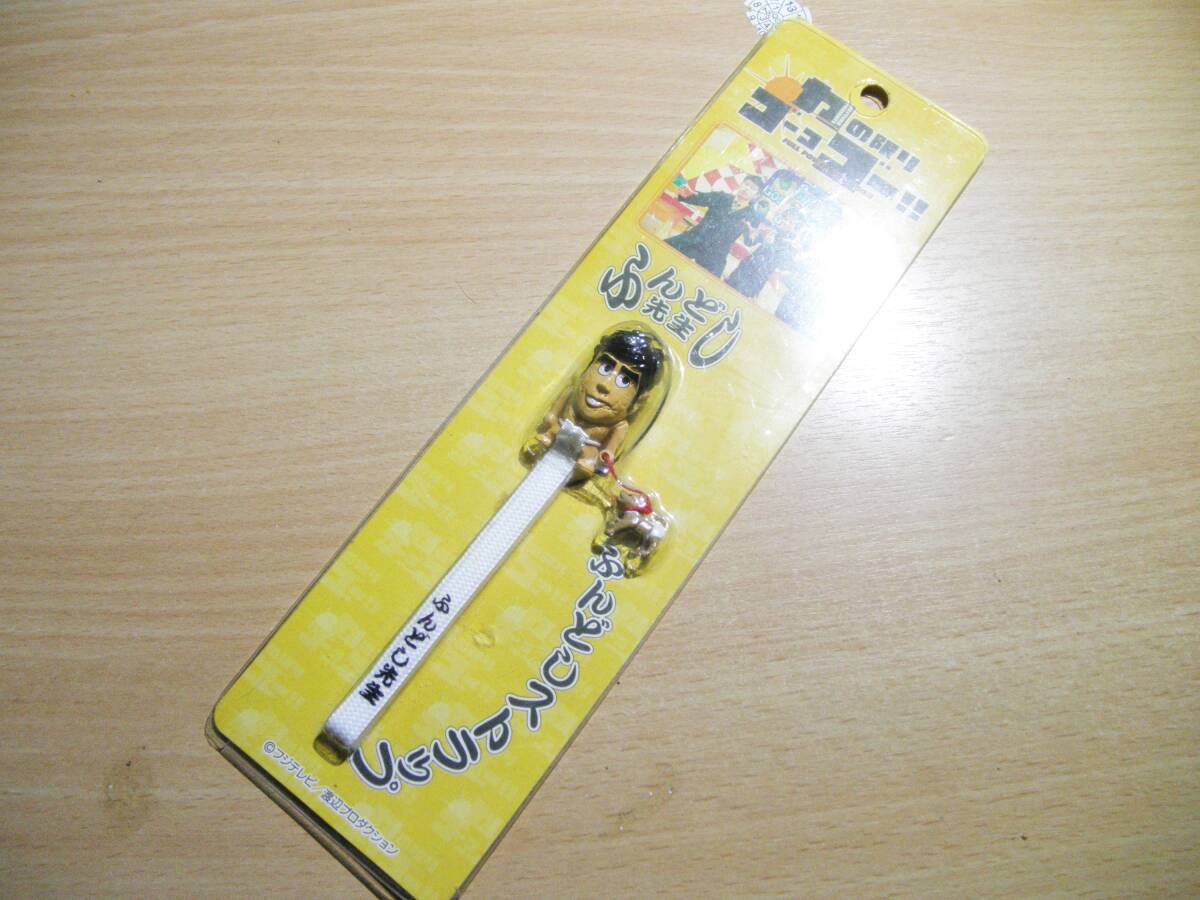 力の限り
ゴーゴゴー!!
ふんどし
先生
ふんどし先生
ふんどしストラップ
©フジテレビ／渡辺プロダクション